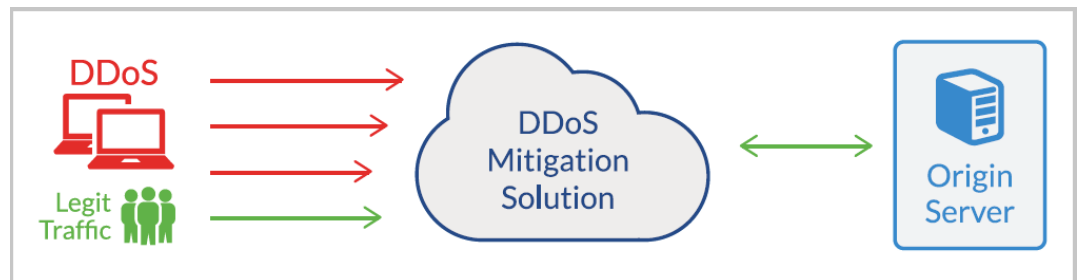 DDoS
Legit
Traffic
DDoS
Mitigation
Solution
Origin
Server